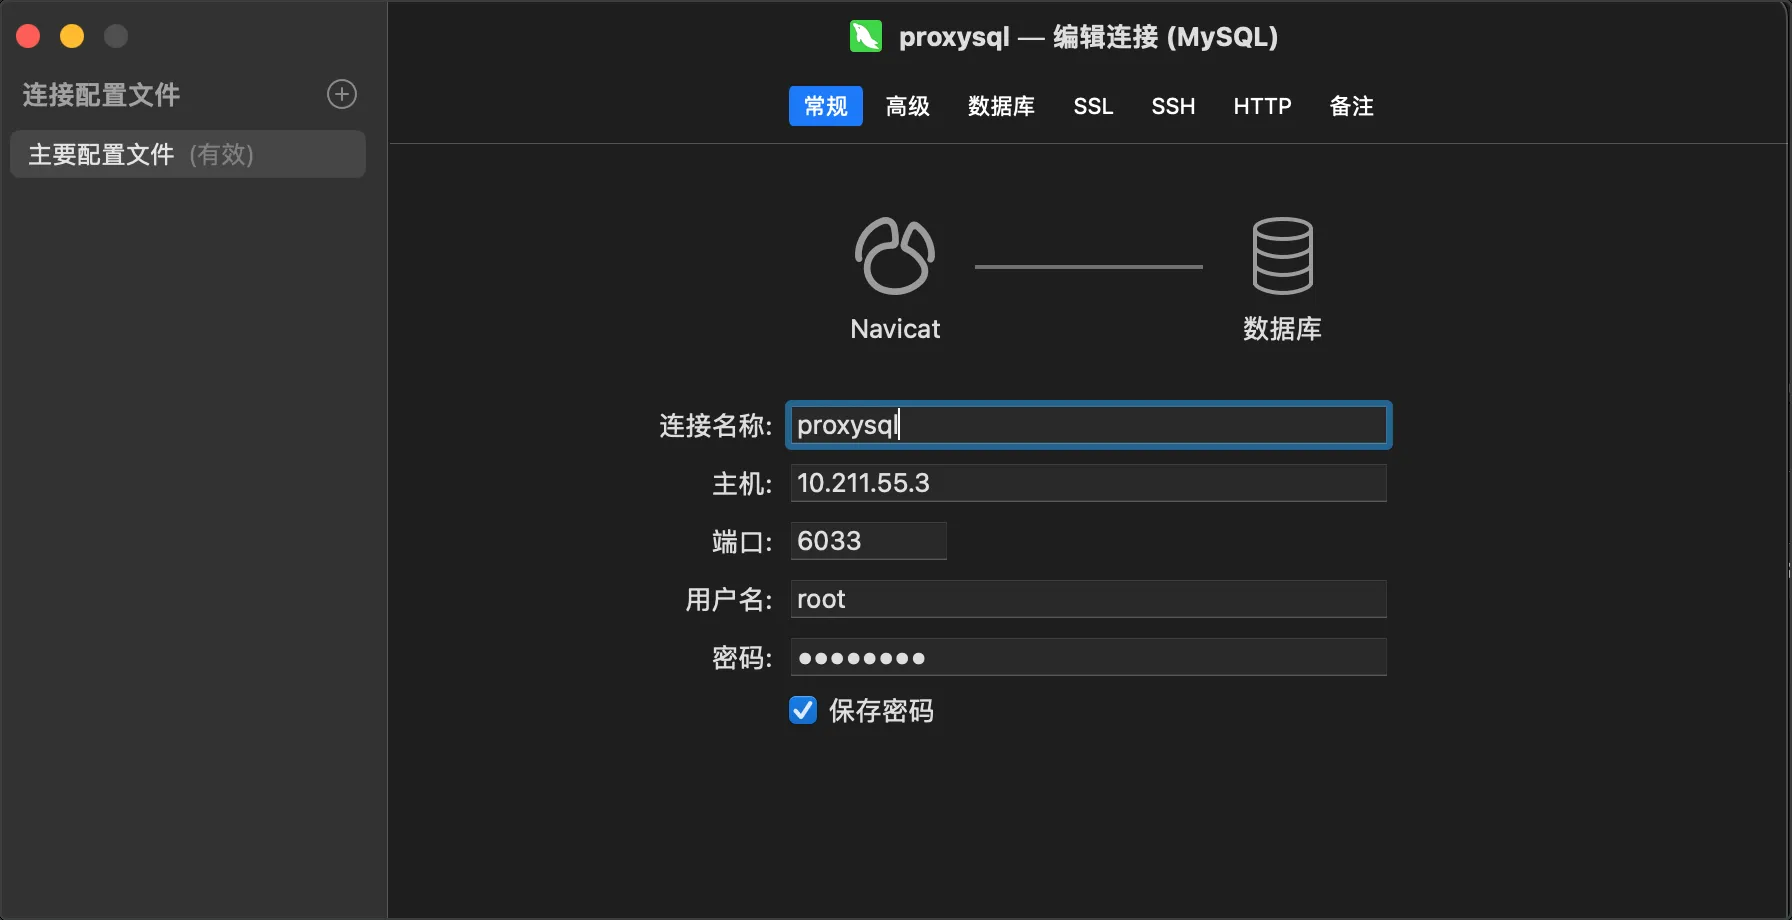 proxysql — 编辑连接 (MySQL)
连接配置文件
主要配置文件 (有效)
常规 高级 数据库 SSL SSH HTTP 备注
Navicat
数据库
连接名称: proxysql
主机: 10.211.55.3
端口: 6033
用户名: root
密码: ●●●●●●●●
保存密码